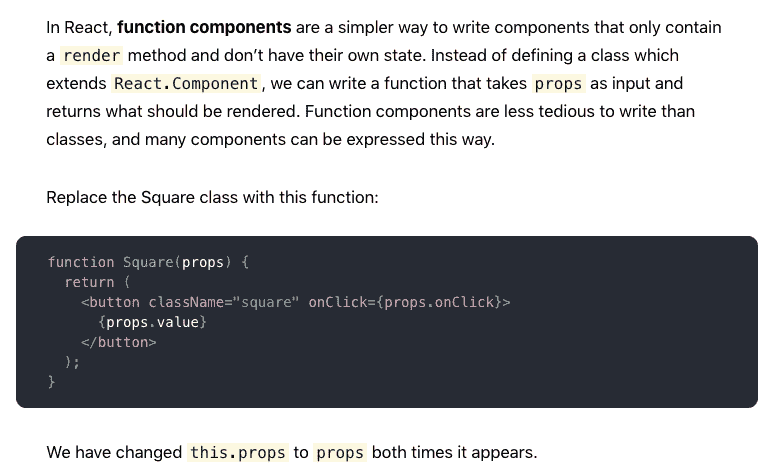 In React, function components are a simpler way to write components that only contain
a render method and don’t have their own state. Instead of defining a class which
extends React.Component, we can write a function that takes props as input and
returns what should be rendered. Function components are less tedious to write than
classes, and many components can be expressed this way.
Replace the Square class with this function:
function Square(props) {
  return (
    <button className="square" onClick={props.onClick}>
      {props.value}
    </button>
  );
}
We have changed this.props to props both times it appears.